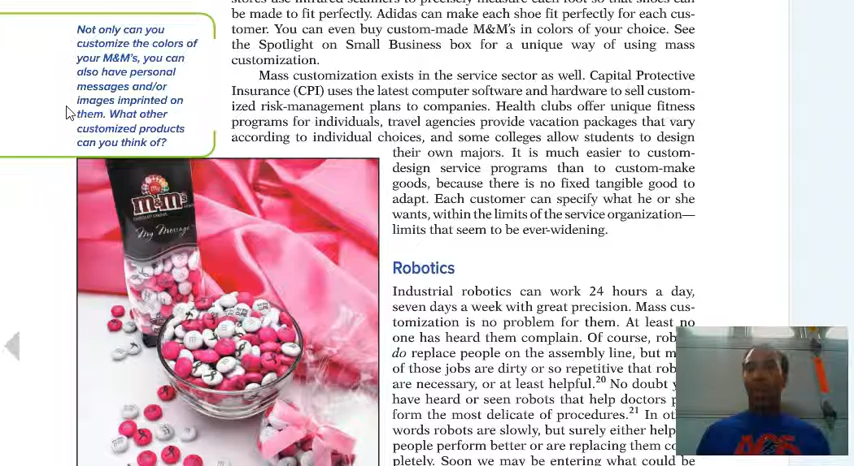 Not only can you
customize the colors of
your M&M's, you can
also have personal
messages and/or
images imprinted on
them. What other
customized products
can you think of?
stores use infrared scanners to precisely measure each foot so that shoes can
be made to fit perfectly. Adidas can make each shoe fit perfectly for each cus-
tomer. You can even buy custom-made M&M's in colors of your choice. See
the Spotlight on Small Business box for a unique way of using mass
customization.
Mass customization exists in the service sector as well. Capital Protective
Insurance (CPI) uses the latest computer software and hardware to sell custom-
ized risk-management plans to companies. Health clubs offer unique fitness
programs for individuals, travel agencies provide vacation packages that vary
according to individual choices, and some colleges allow students to design
their own majors. It is much easier to custom-
design service programs than to custom-make
goods, because there is no fixed tangible good to
adapt. Each customer can specify what he or she
wants, within the limits of the service organization—
limits that seem to be ever-widening.
m&m's
My Message
Robotics
Industrial robotics can work 24 hours a day,
seven days a week with great precision. Mass cus-
tomization is no problem for them. At least no
one has heard them complain. Of course, rob
do replace people on the assembly line, but m
of those jobs are dirty or so repetitive that rob
are necessary, or at least helpful.20 No doubt y
have heard or seen robots that help doctors p
form the most delicate of procedures.21 In ot
words robots are slowly, but surely either help
people perform better or are replacing them co
pletely. Soon we may be entering what could be